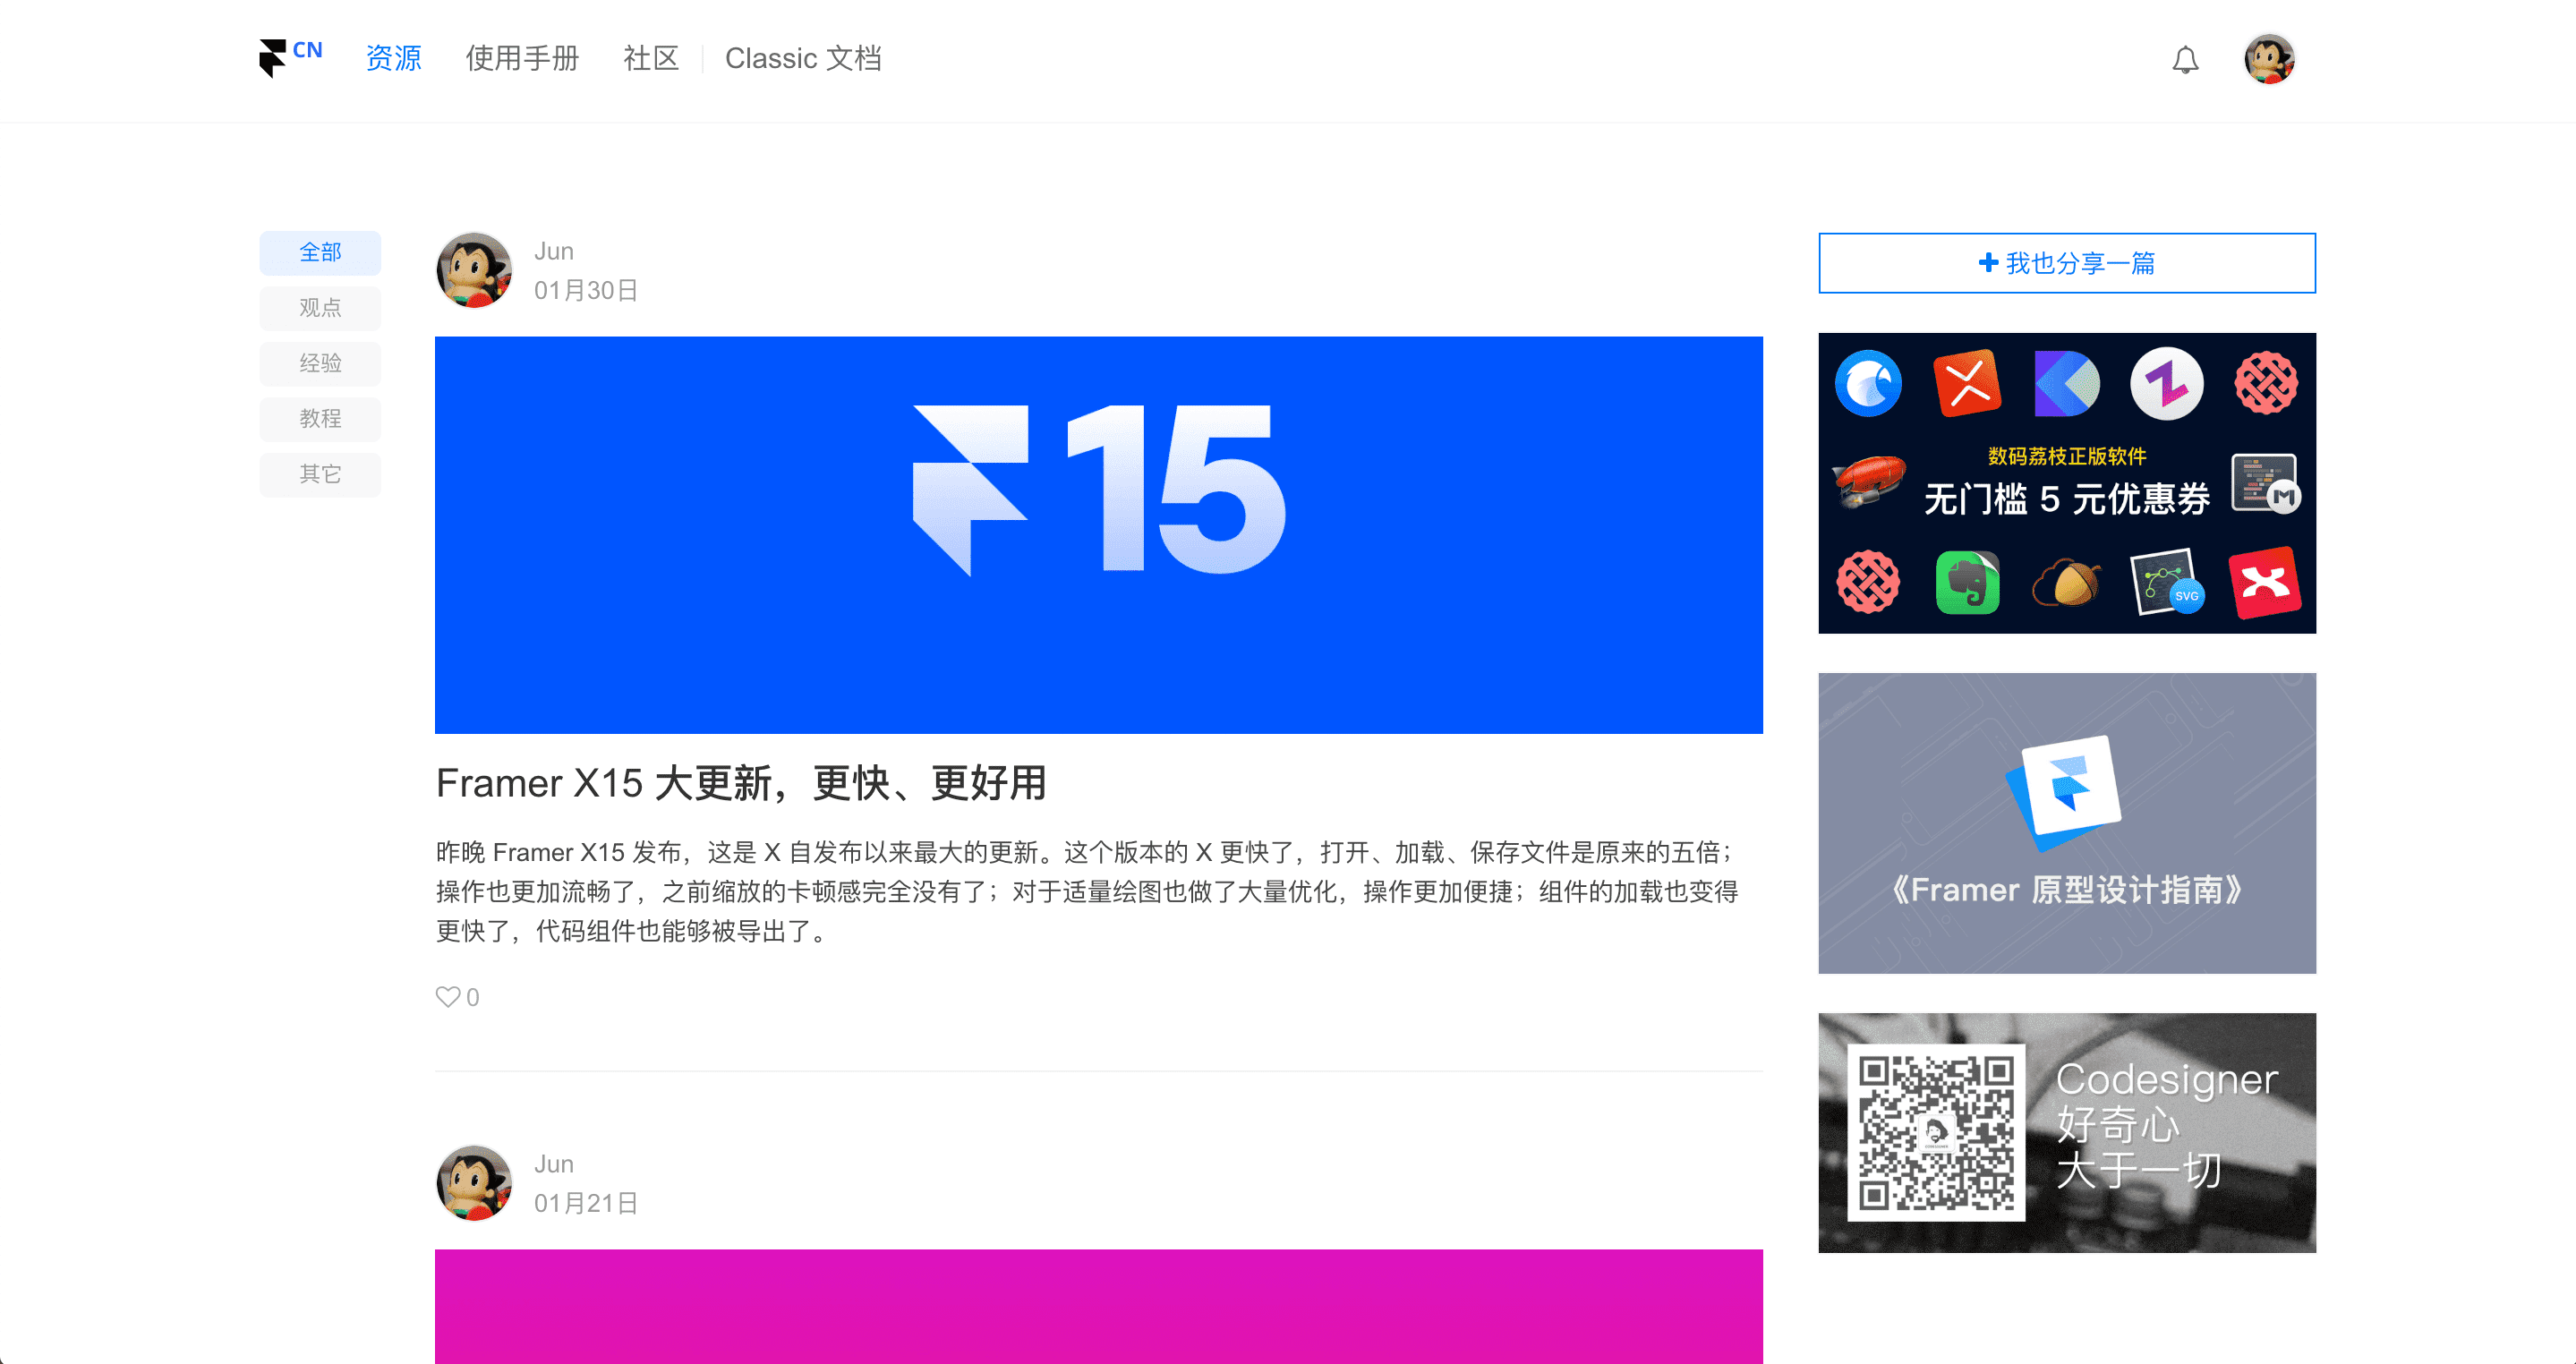 CN
资源
使用手册
社区
Classic 文档
全部
观点
经验
教程
其它
Jun
01月30日
15
Framer X15 大更新，更快、更好用
昨晚 Framer X15 发布，这是 X 自发布以来最大的更新。这个版本的 X 更快了，打开、加载、保存文件是原来的五倍；
操作也更加流畅了，之前缩放的卡顿感完全没有了；对于适量绘图也做了大量优化，操作更加便捷；组件的加载也变得
更快了，代码组件也能够被导出了。
0
Jun
01月21日
我也分享一篇
数码荔枝正版软件
无门槛 5 元优惠券
SVG
《Framer 原型设计指南》
Codesigner
好奇心
大于一切